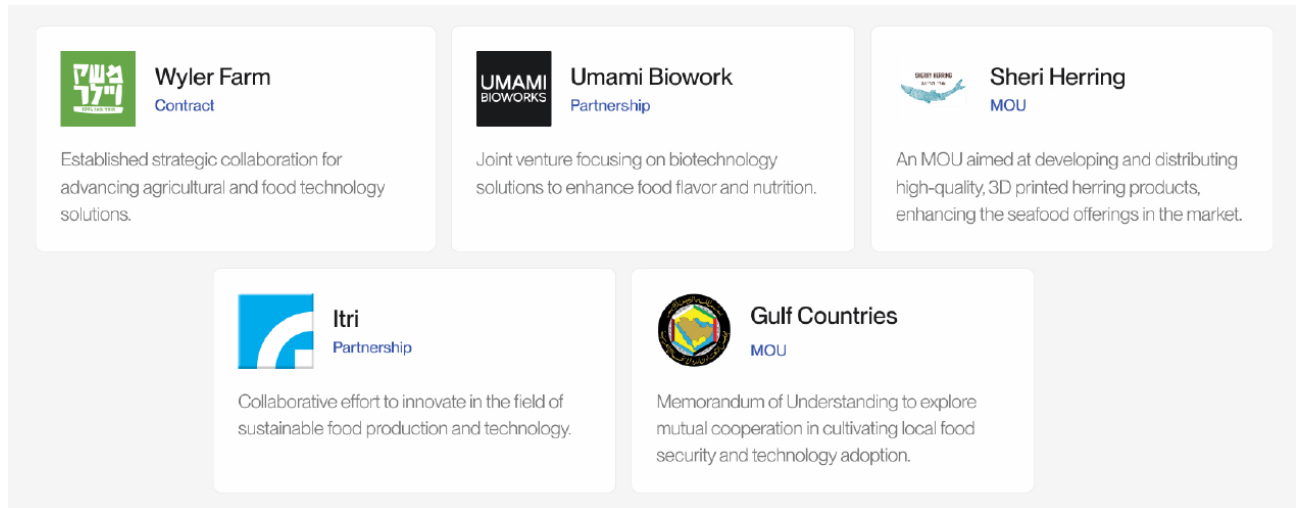 משק
ויילר
Wyler Farm
Contract
Established strategic collaboration for
advancing agricultural and food technology
solutions.
UMAMI
BIOWORKS
Umami Biowork
Partnership
Joint venture focusing on biotechnology
solutions to enhance food flavor and nutrition.
SHERRY HERRING
Sheri Herring
MOU
An MOU aimed at developing and distributing
high-quality, 3D printed herring products,
enhancing the seafood offerings in the market.
Itri
Partnership
Collaborative effort to innovate in the field of
sustainable food production and technology.
Gulf Countries
MOU
Memorandum of Understanding to explore
mutual cooperation in cultivating local food
security and technology adoption.